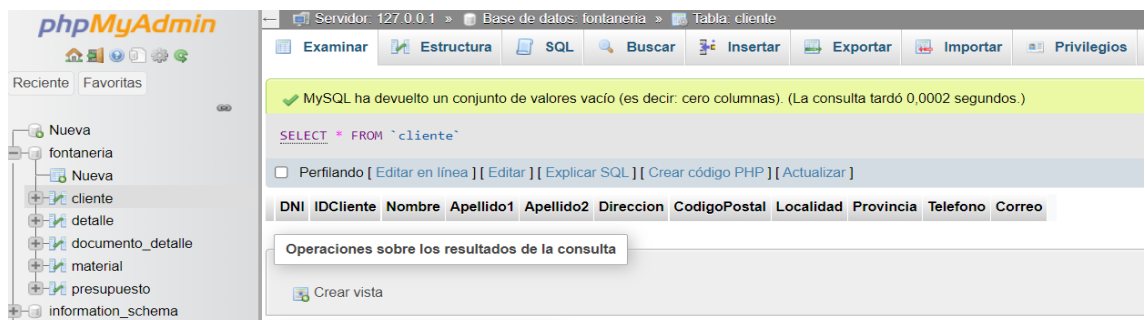 phpMyAdmin
Reciente Favoritas
Nueva
fontaneria
Nueva
cliente
detalle
documento_detalle
material
presupuesto
information_schema
Servidor: 127.0.0.1 » Base de datos: fontaneria » Tabla: cliente
Examinar Estructura SQL Buscar Insertar Exportar Importar Privilegios
MySQL ha devuelto un conjunto de valores vacío (es decir: cero columnas). (La consulta tardó 0,0002 segundos.)
SELECT * FROM `cliente`
Perfilando [ Editar en línea ] [ Editar ] [ Explicar SQL ] [ Crear código PHP ] [ Actualizar ]
DNI IDCliente Nombre Apellido1 Apellido2 Direccion CodigoPostal Localidad Provincia Telefono Correo
Operaciones sobre los resultados de la consulta
Crear vista